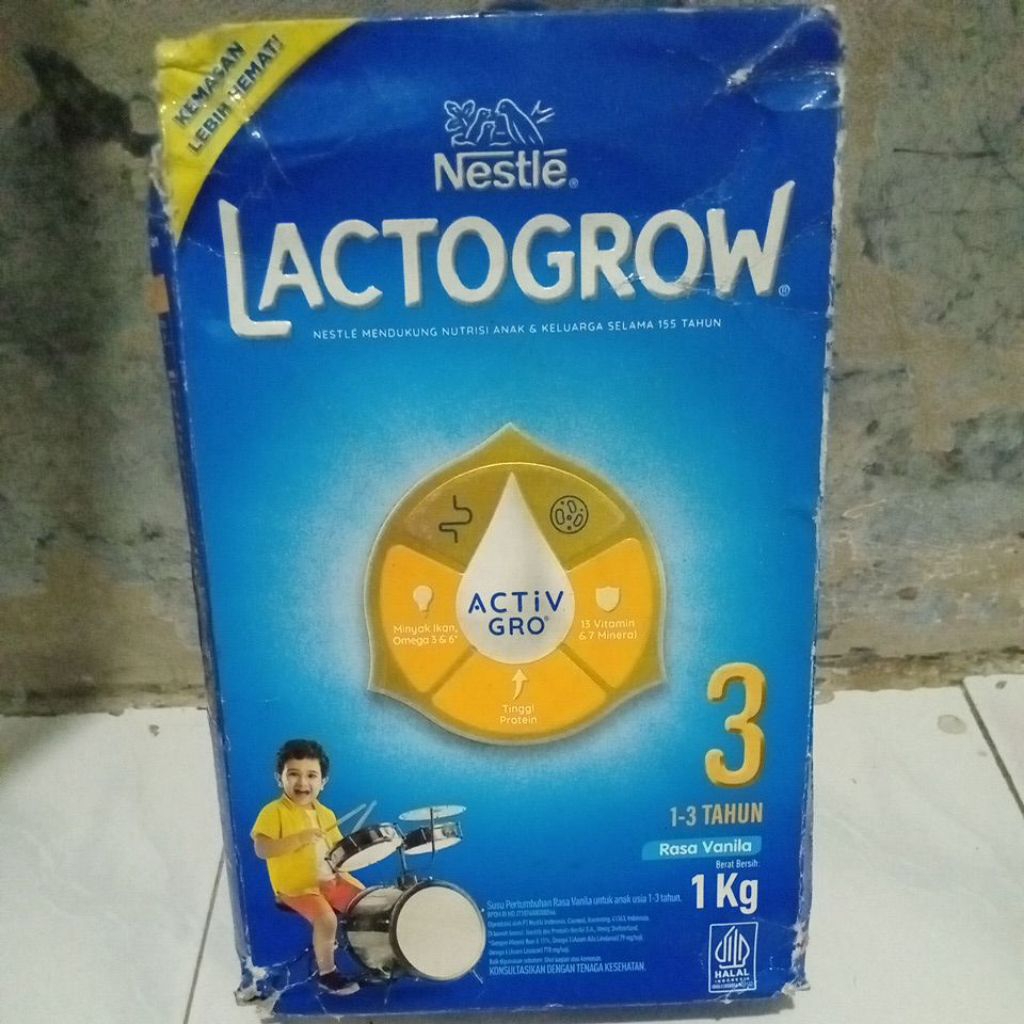 KEMASAN
LEBIH HEMAT!
Nestlé®
LACTOGROW®
NESTLÉ MENDUKUNG NUTRISI ANAK & KELUARGA SELAMA 155 TAHUN
ACTIV
GRO®
Minyak Ikan,
Omega 3 & 6*
13 Vitamin
& 7 Mineral
Tinggi
Protein
3
1-3 TAHUN
Rasa Vanila
Berat Bersih:
1 Kg
Susu Pertumbuhan Rasa Vanila untuk anak usia 1-3 tahun.
KONSULTASIKAN DENGAN TENAGA KESEHATAN.
HALAL
INDONESIA